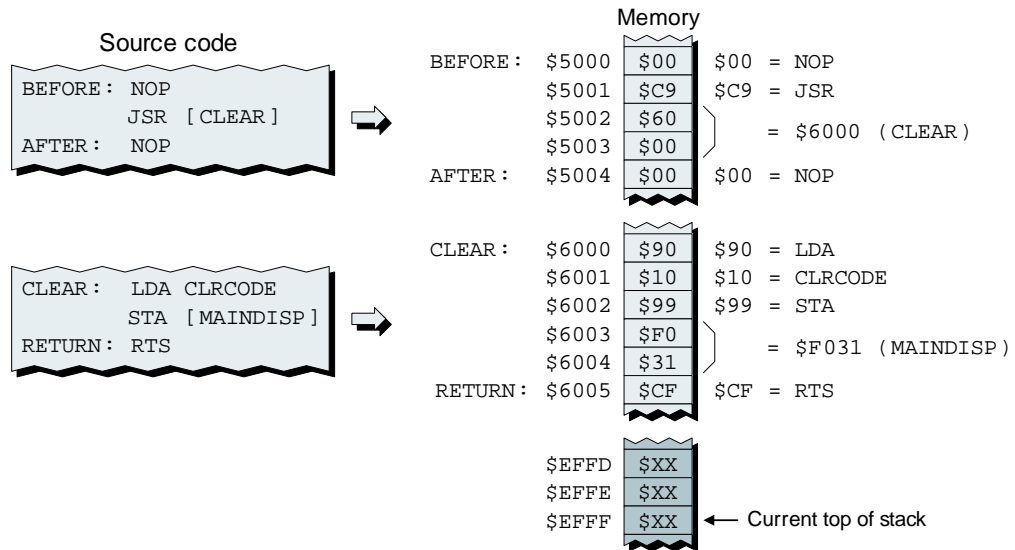 Source code
BEFORE: NOP
JSR [CLEAR]
AFTER: NOP
CLEAR: LDA CLRCODE
STA [MAINDISP]
RETURN: RTS
Memory
BEFORE: $5000 $00 $00 = NOP
$5001 $C9 $C9 = JSR
$5002 $60
= $6000 (CLEAR)
$5003 $00
AFTER: $5004 $00 $00 = NOP
CLEAR: $6000 $90 $90 = LDA
$6001 $10 $10 = CLRCODE
$6002 $99 $99 = STA
$6003 $F0
= $F031 (MAINDISP)
$6004 $31
RETURN: $6005 $CF $CF = RTS
$EFFD $XX
$EFFE $XX
$EFFF $XX Current top of stack